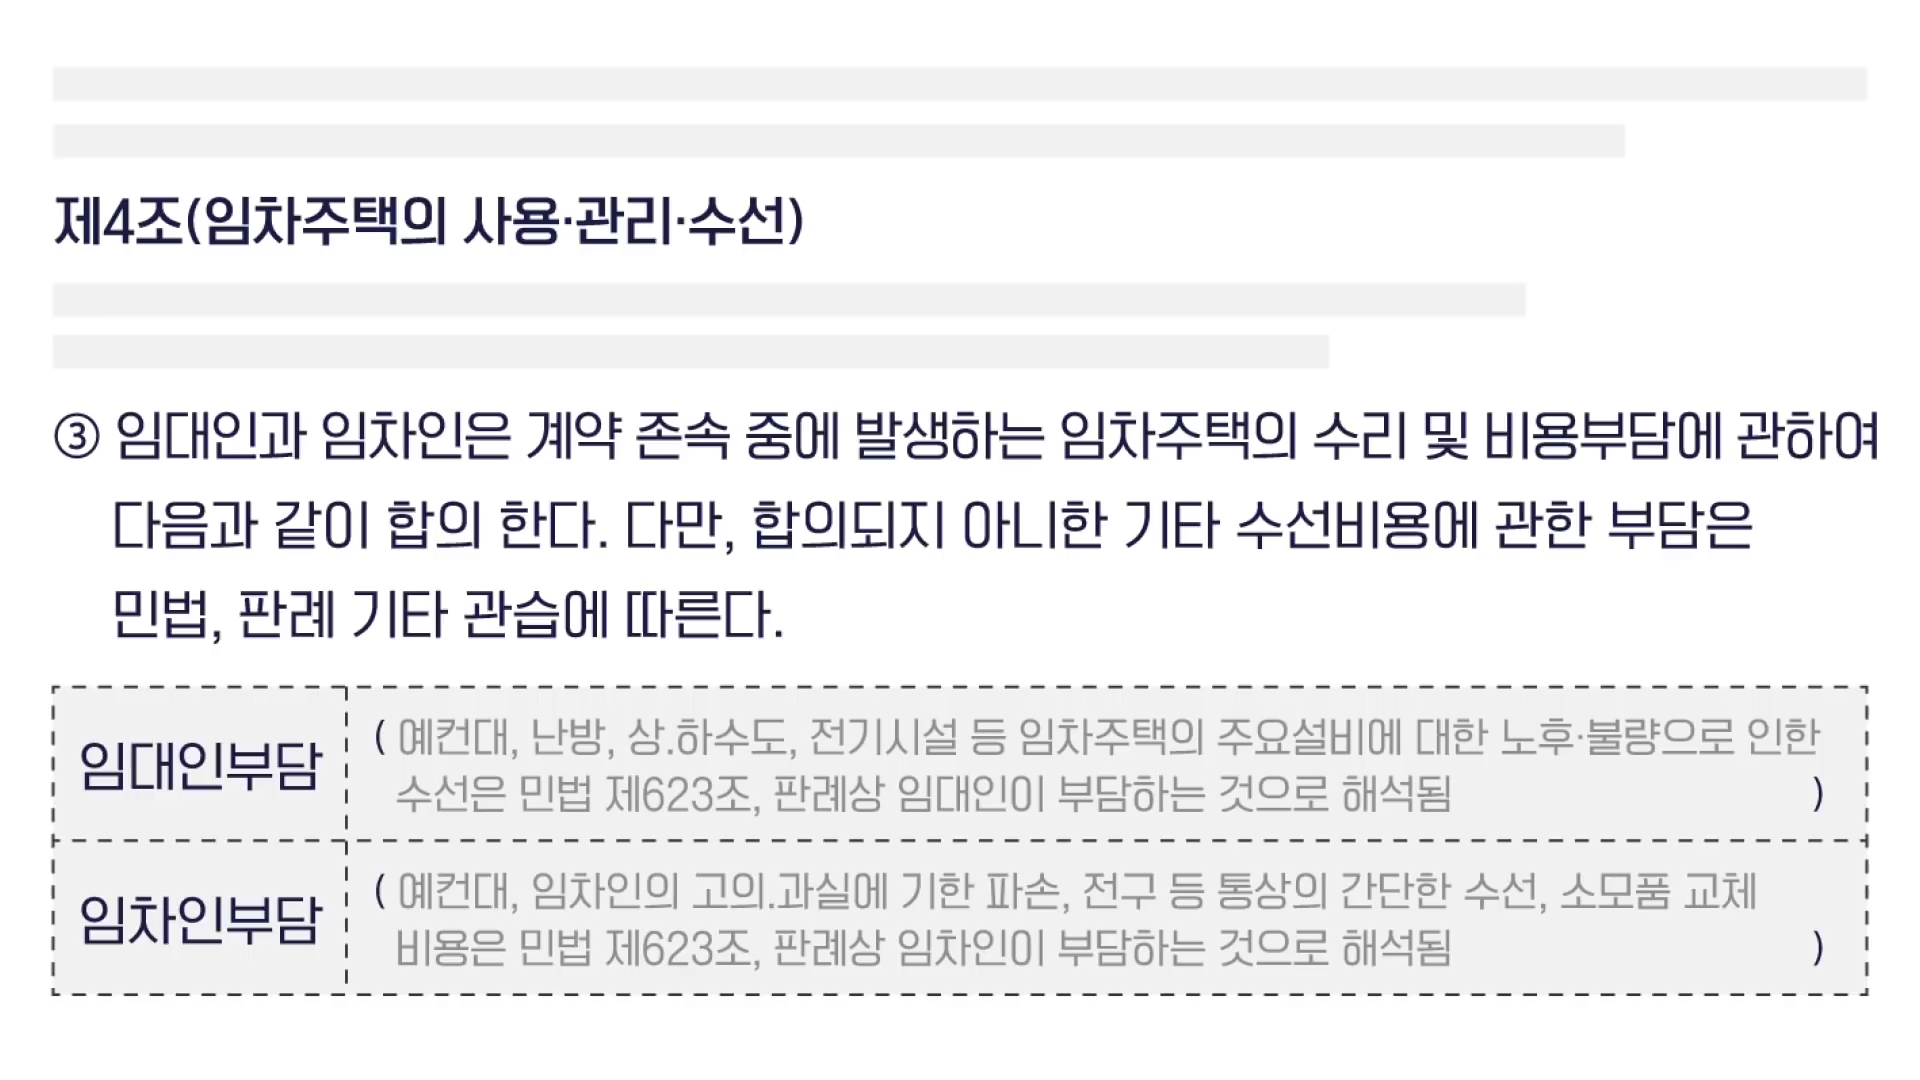 제4조(임차주택의 사용·관리·수선)
③ 임대인과 임차인은 계약 존속 중에 발생하는 임차주택의 수리 및 비용부담에 관하여
다음과 같이 합의 한다. 다만, 합의되지 아니한 기타 수선비용에 관한 부담은
민법, 판례 기타 관습에 따른다.
임대인부담
( 예컨대, 난방, 상.하수도, 전기시설 등 임차주택의 주요설비에 대한 노후·불량으로 인한
수선은 민법 제623조, 판례상 임대인이 부담하는 것으로 해석됨 )
임차인부담
( 예컨대, 임차인의 고의.과실에 기한 파손, 전구 등 통상의 간단한 수선, 소모품 교체
비용은 민법 제623조, 판례상 임차인이 부담하는 것으로 해석됨 )